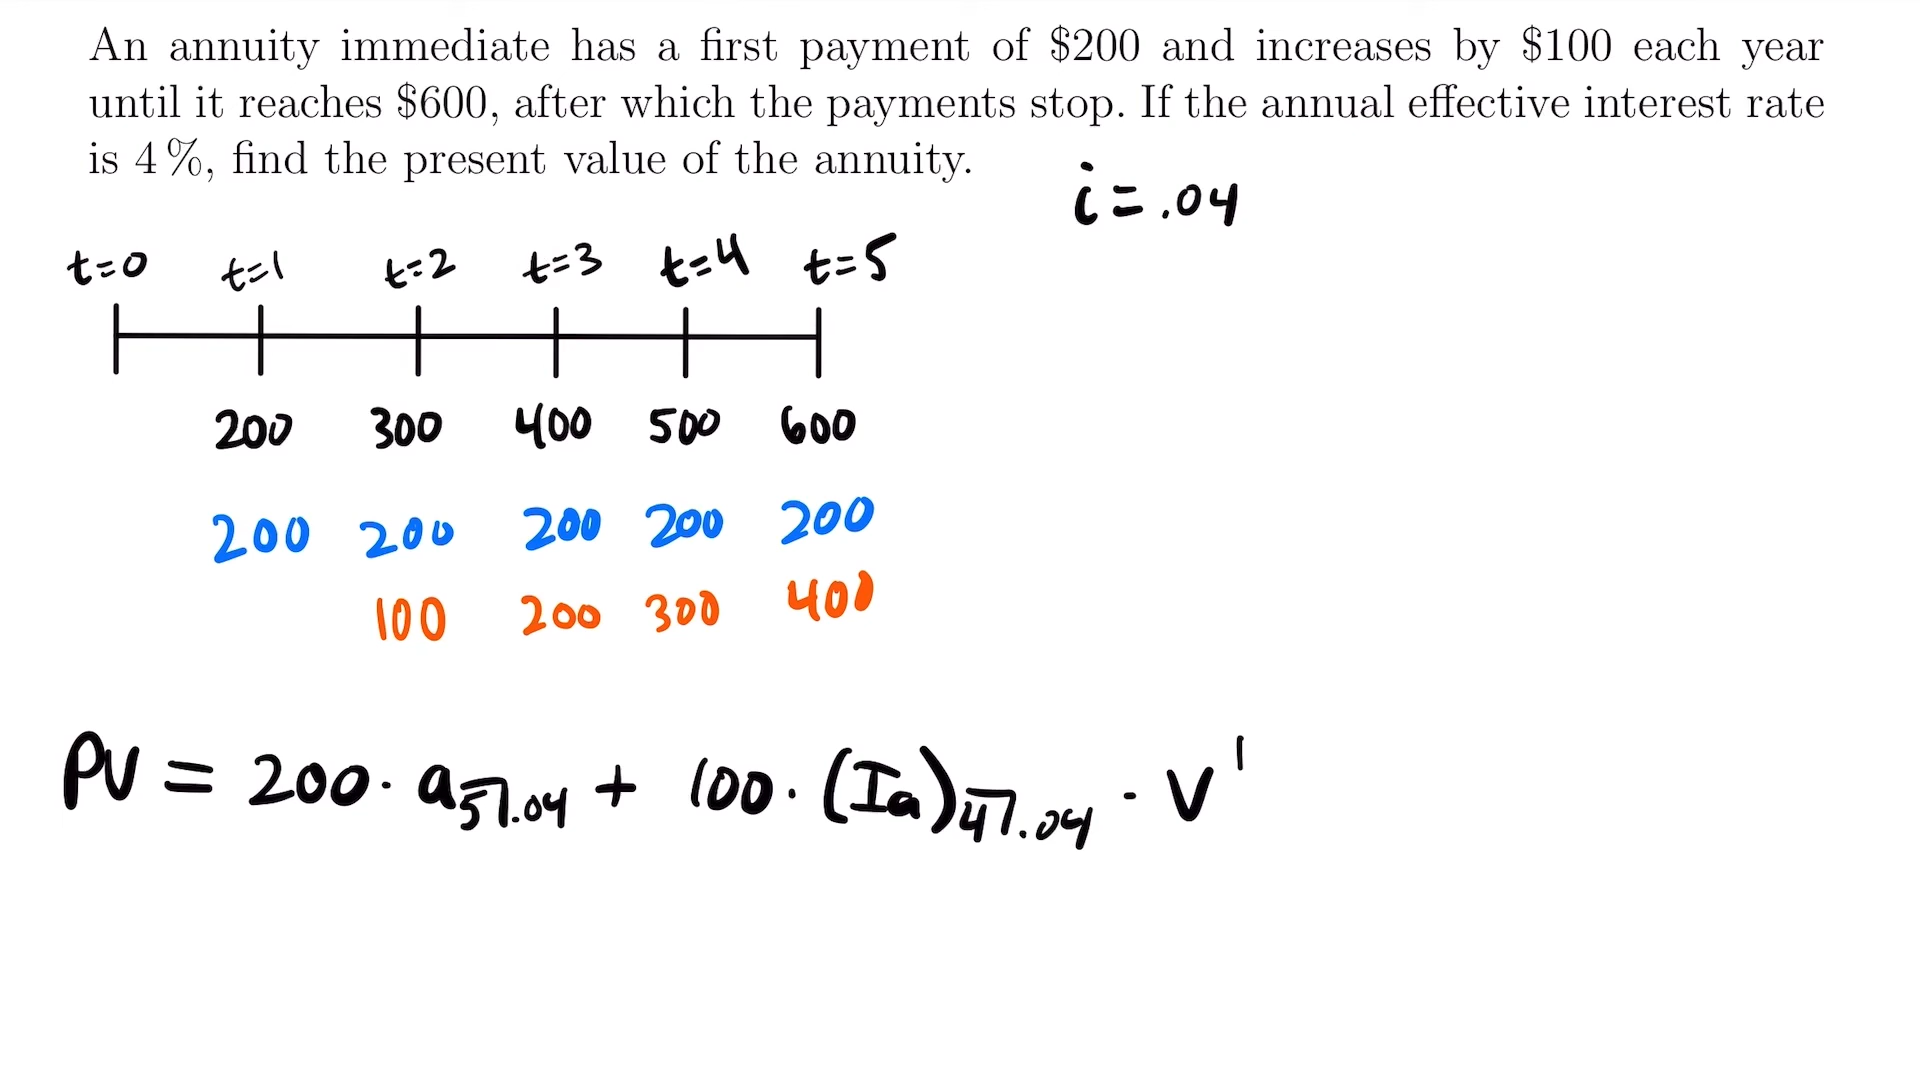 An annuity immediate has a first payment of $200 and increases by $100 each year
until it reaches $600, after which the payments stop. If the annual effective interest rate
is 4 %, find the present value of the annuity.
i = .04
t=0 t=1 t=2 t=3 t=4 t=5
200 300 400 500 600
200 200 200 200 200
100 200 300 400
PV = 200 · a_{5̅|.04} + 100 · (Ia)_{4̅|.04} · V^1